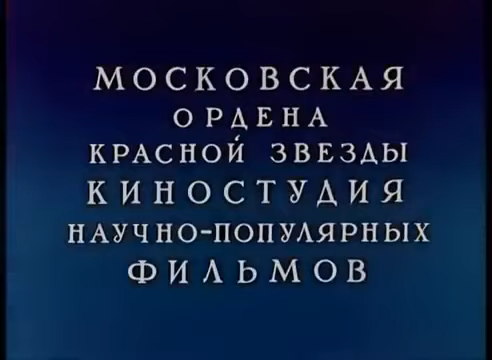 МОСКОВСКАЯ
ОРДЕНА
КРАСНОЙ ЗВЕЗДЫ
КИНОСТУДИЯ
НАУЧНО-ПОПУЛЯРНЫХ
ФИЛЬМОВ